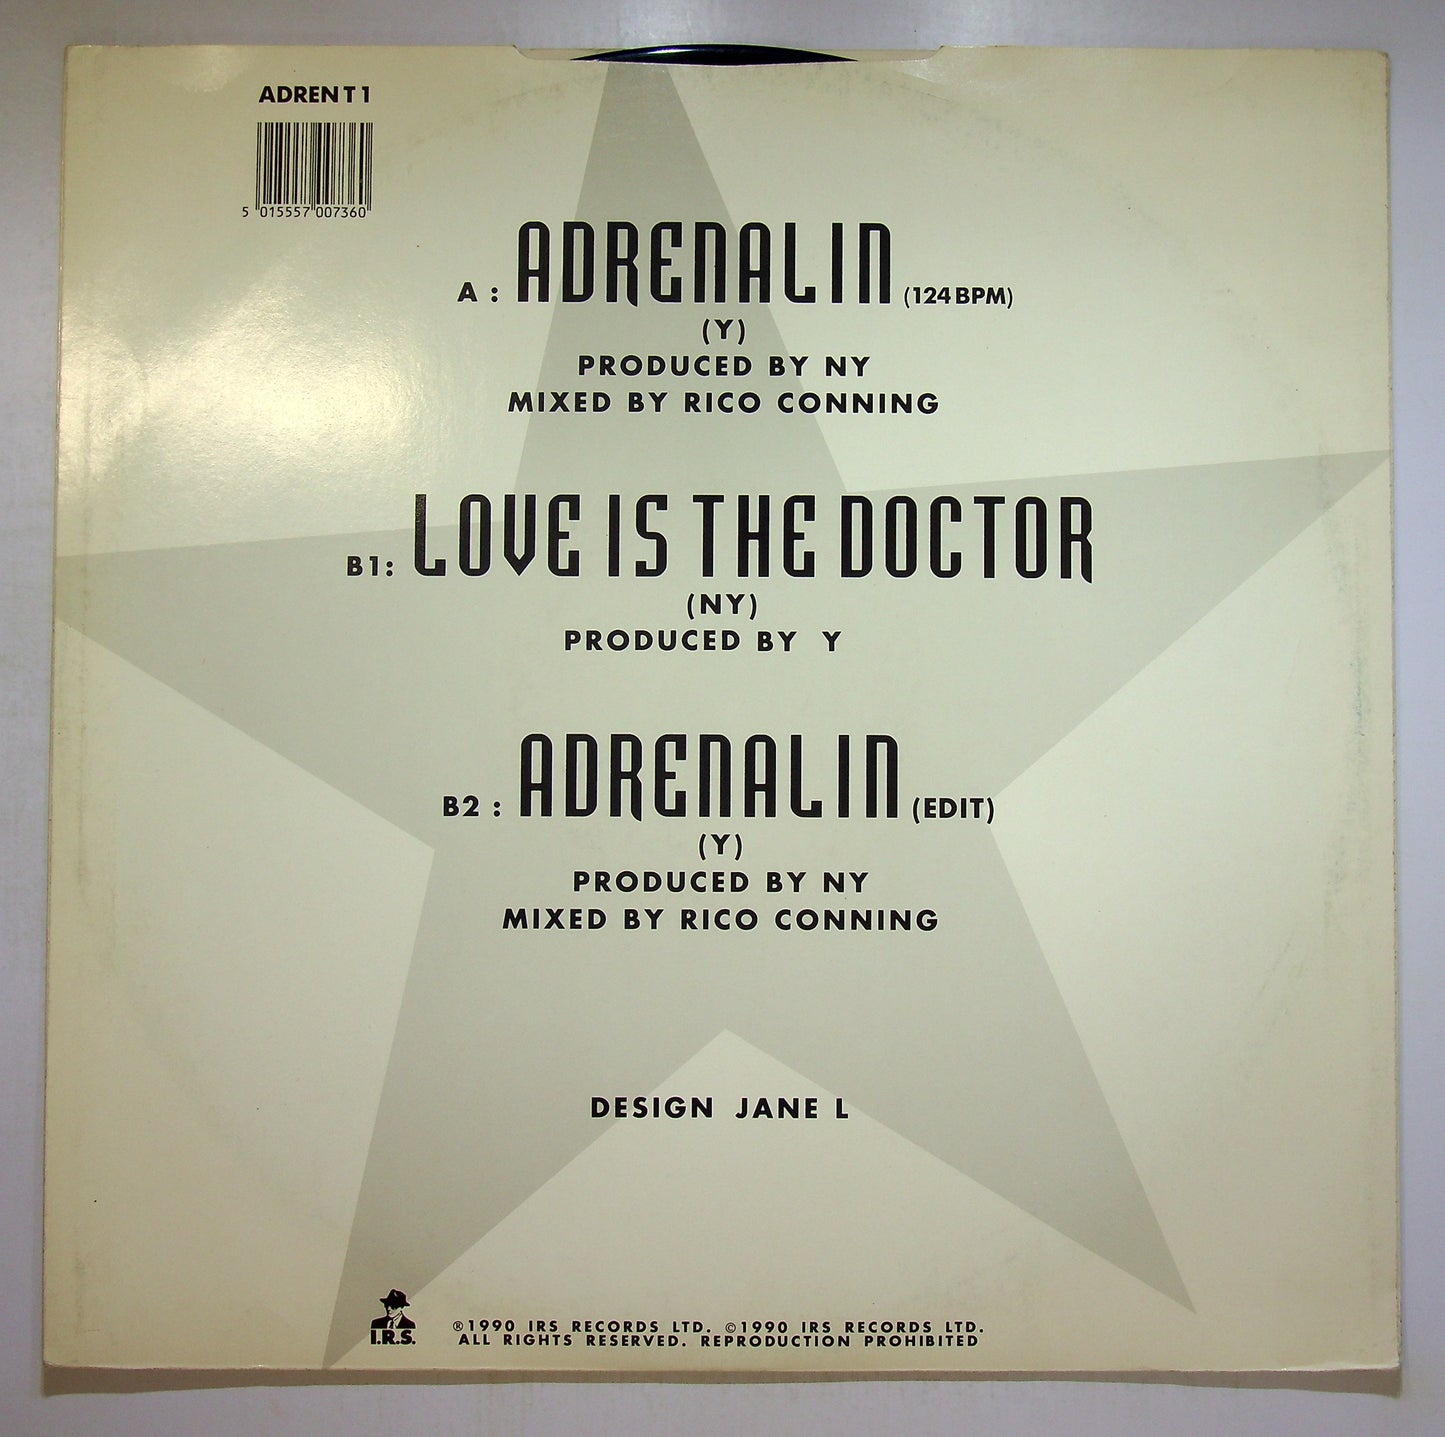 ADREN T 1
5 015557 007360
A : ADRENALIN (124 BPM)
(Y)
PRODUCED BY NY
MIXED BY RICO CONNING
B1: LOVE IS THE DOCTOR
(NY)
PRODUCED BY Y
B2 : ADRENALIN (EDIT)
(Y)
PRODUCED BY NY
MIXED BY RICO CONNING
DESIGN JANE L
I.R.S.
®1990 IRS RECORDS LTD. ©1990 IRS RECORDS LTD.
ALL RIGHTS RESERVED. REPRODUCTION PROHIBITED